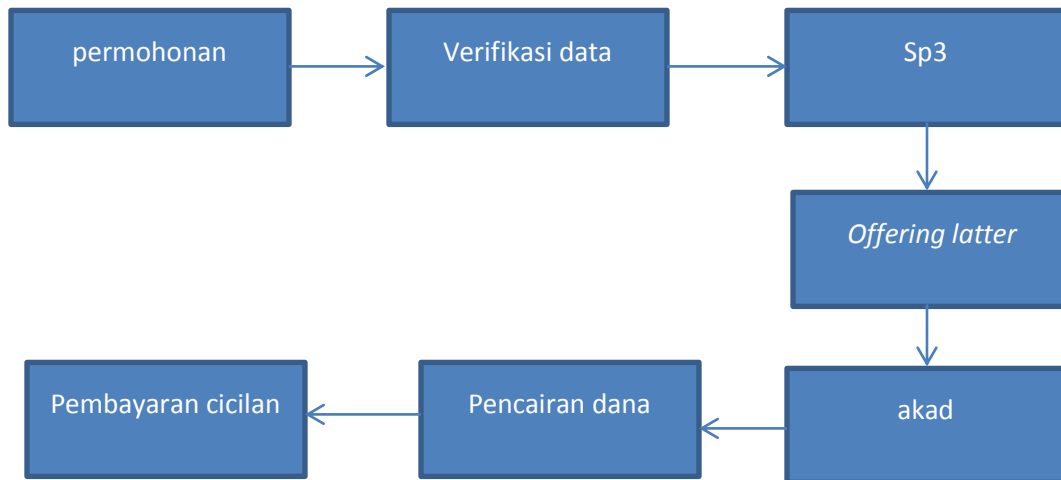 permohonan
Verifikasi data
Sp3
Offering latter
akad
Pencairan dana
Pembayaran cicilan